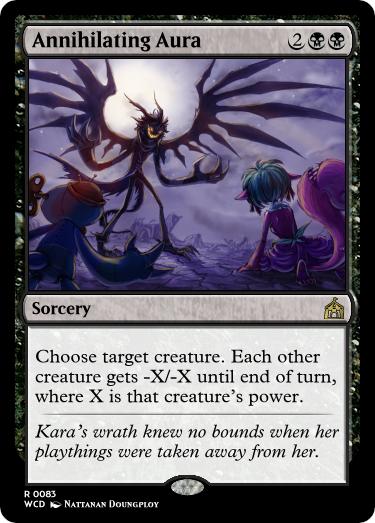 Annihilating Aura 2
Sorcery
Choose target creature. Each other
creature gets -X/-X until end of turn,
where X is that creature's power.
Kara's wrath knew no bounds when her
playthings were taken away from her.
R 0083
WCD Nattanan Doungploy